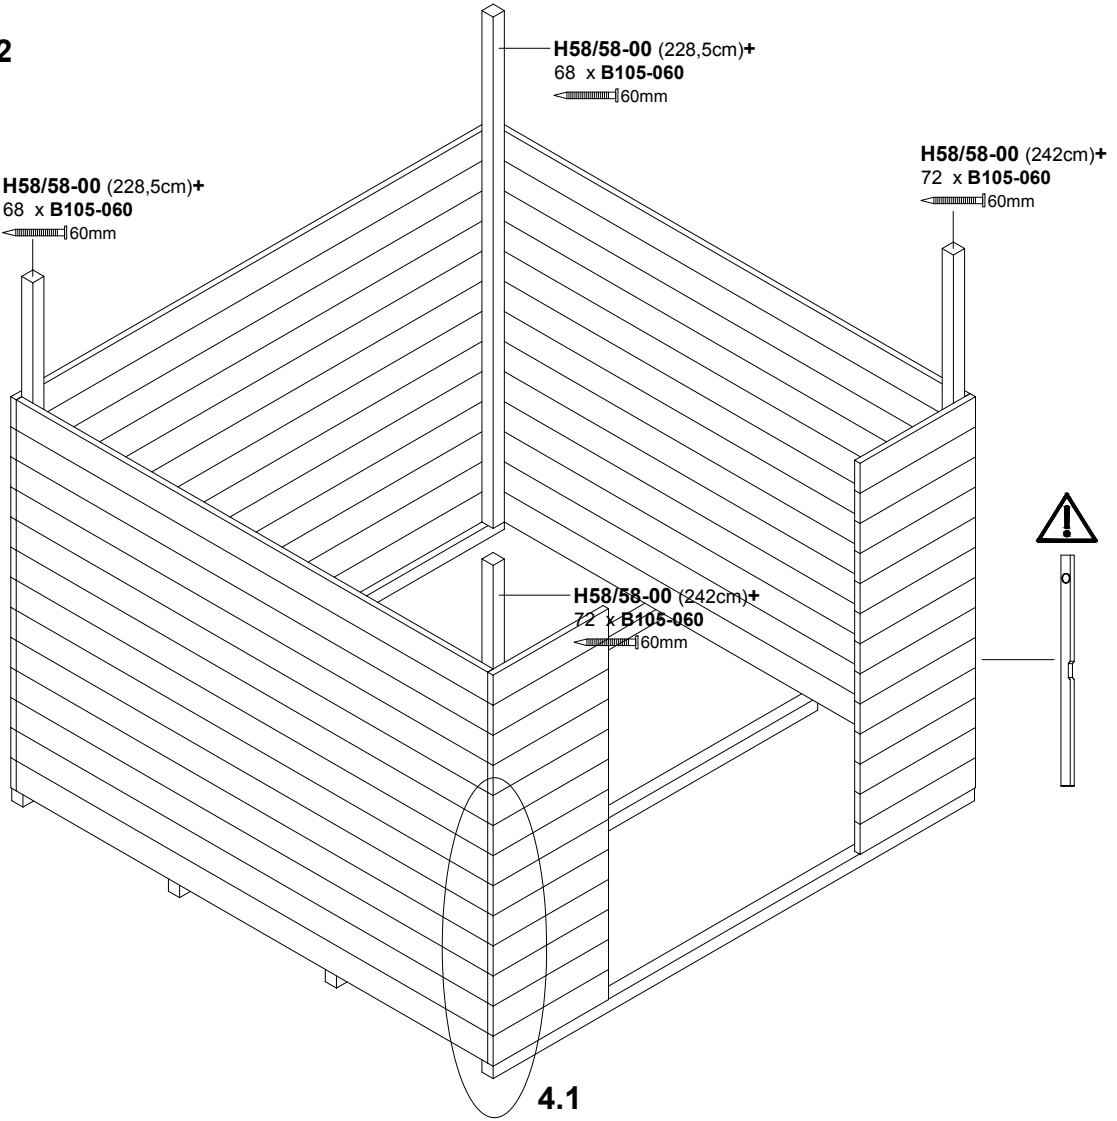 2
H58/58-00 (228,5cm)+
68 x B105-060
60mm
H58/58-00 (242cm)+
72 x B105-060
60mm
H58/58-00 (228,5cm)+
68 x B105-060
60mm
H58/58-00 (242cm)+
72 x B105-060
60mm
4.1